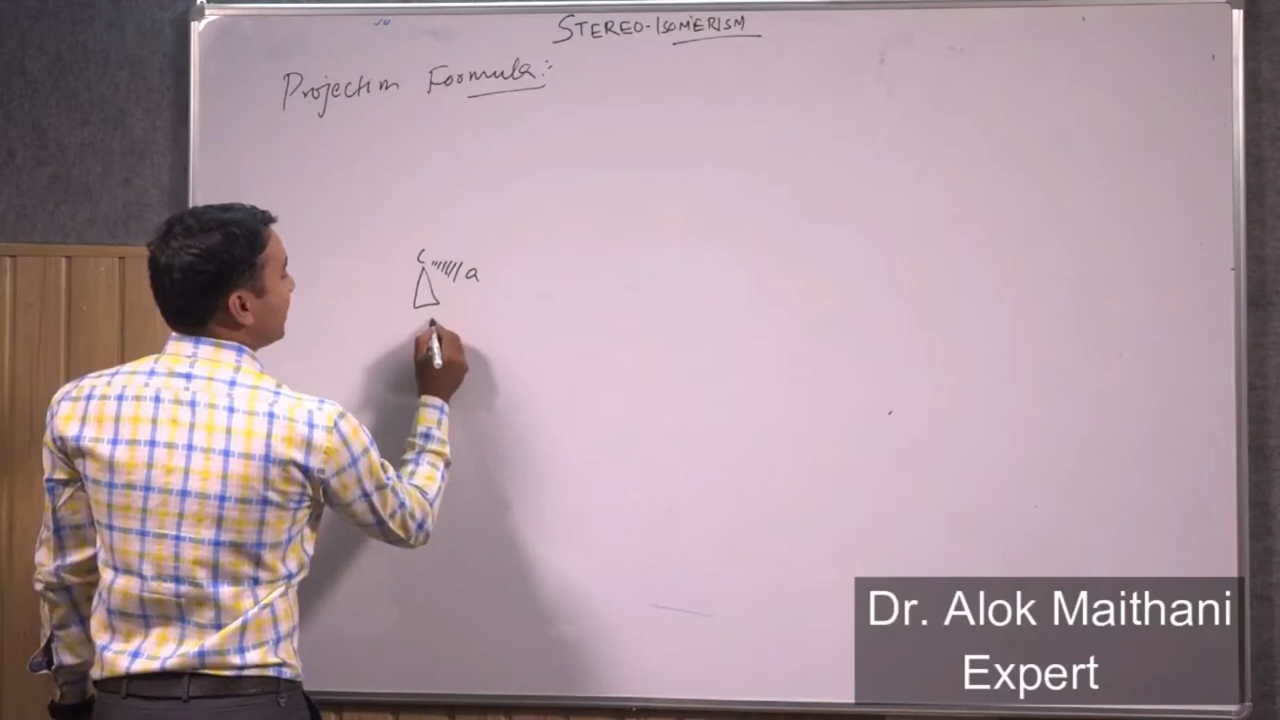 STEREO-ISOMERISM
Projection Formula:-
C a
Dr. Alok Maithani
Expert